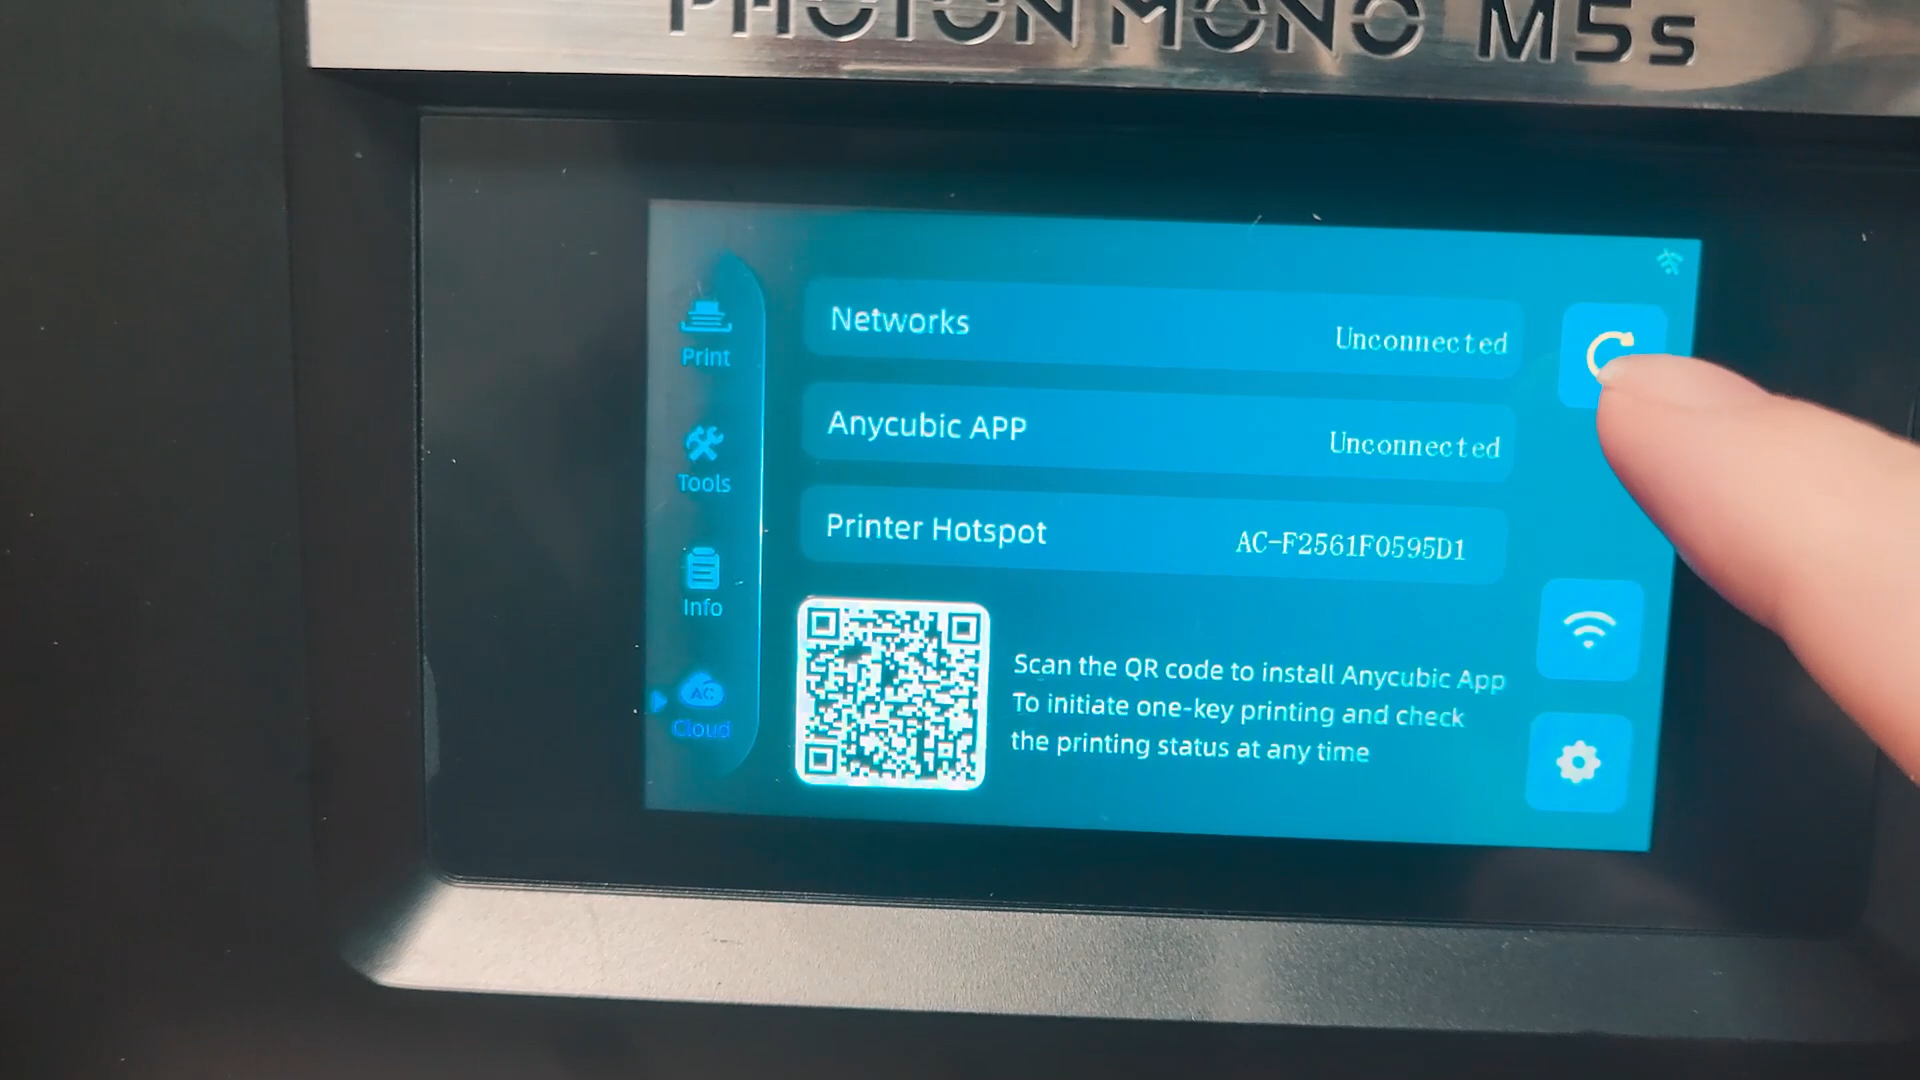 PHOTON MONO M5s
Networks Unconnected
Anycubic APP Unconnected
Printer Hotspot AC-F2561F0595D1
Print
Tools
Info
AC
Cloud
Scan the QR code to install Anycubic App
To initiate one-key printing and check
the printing status at any time